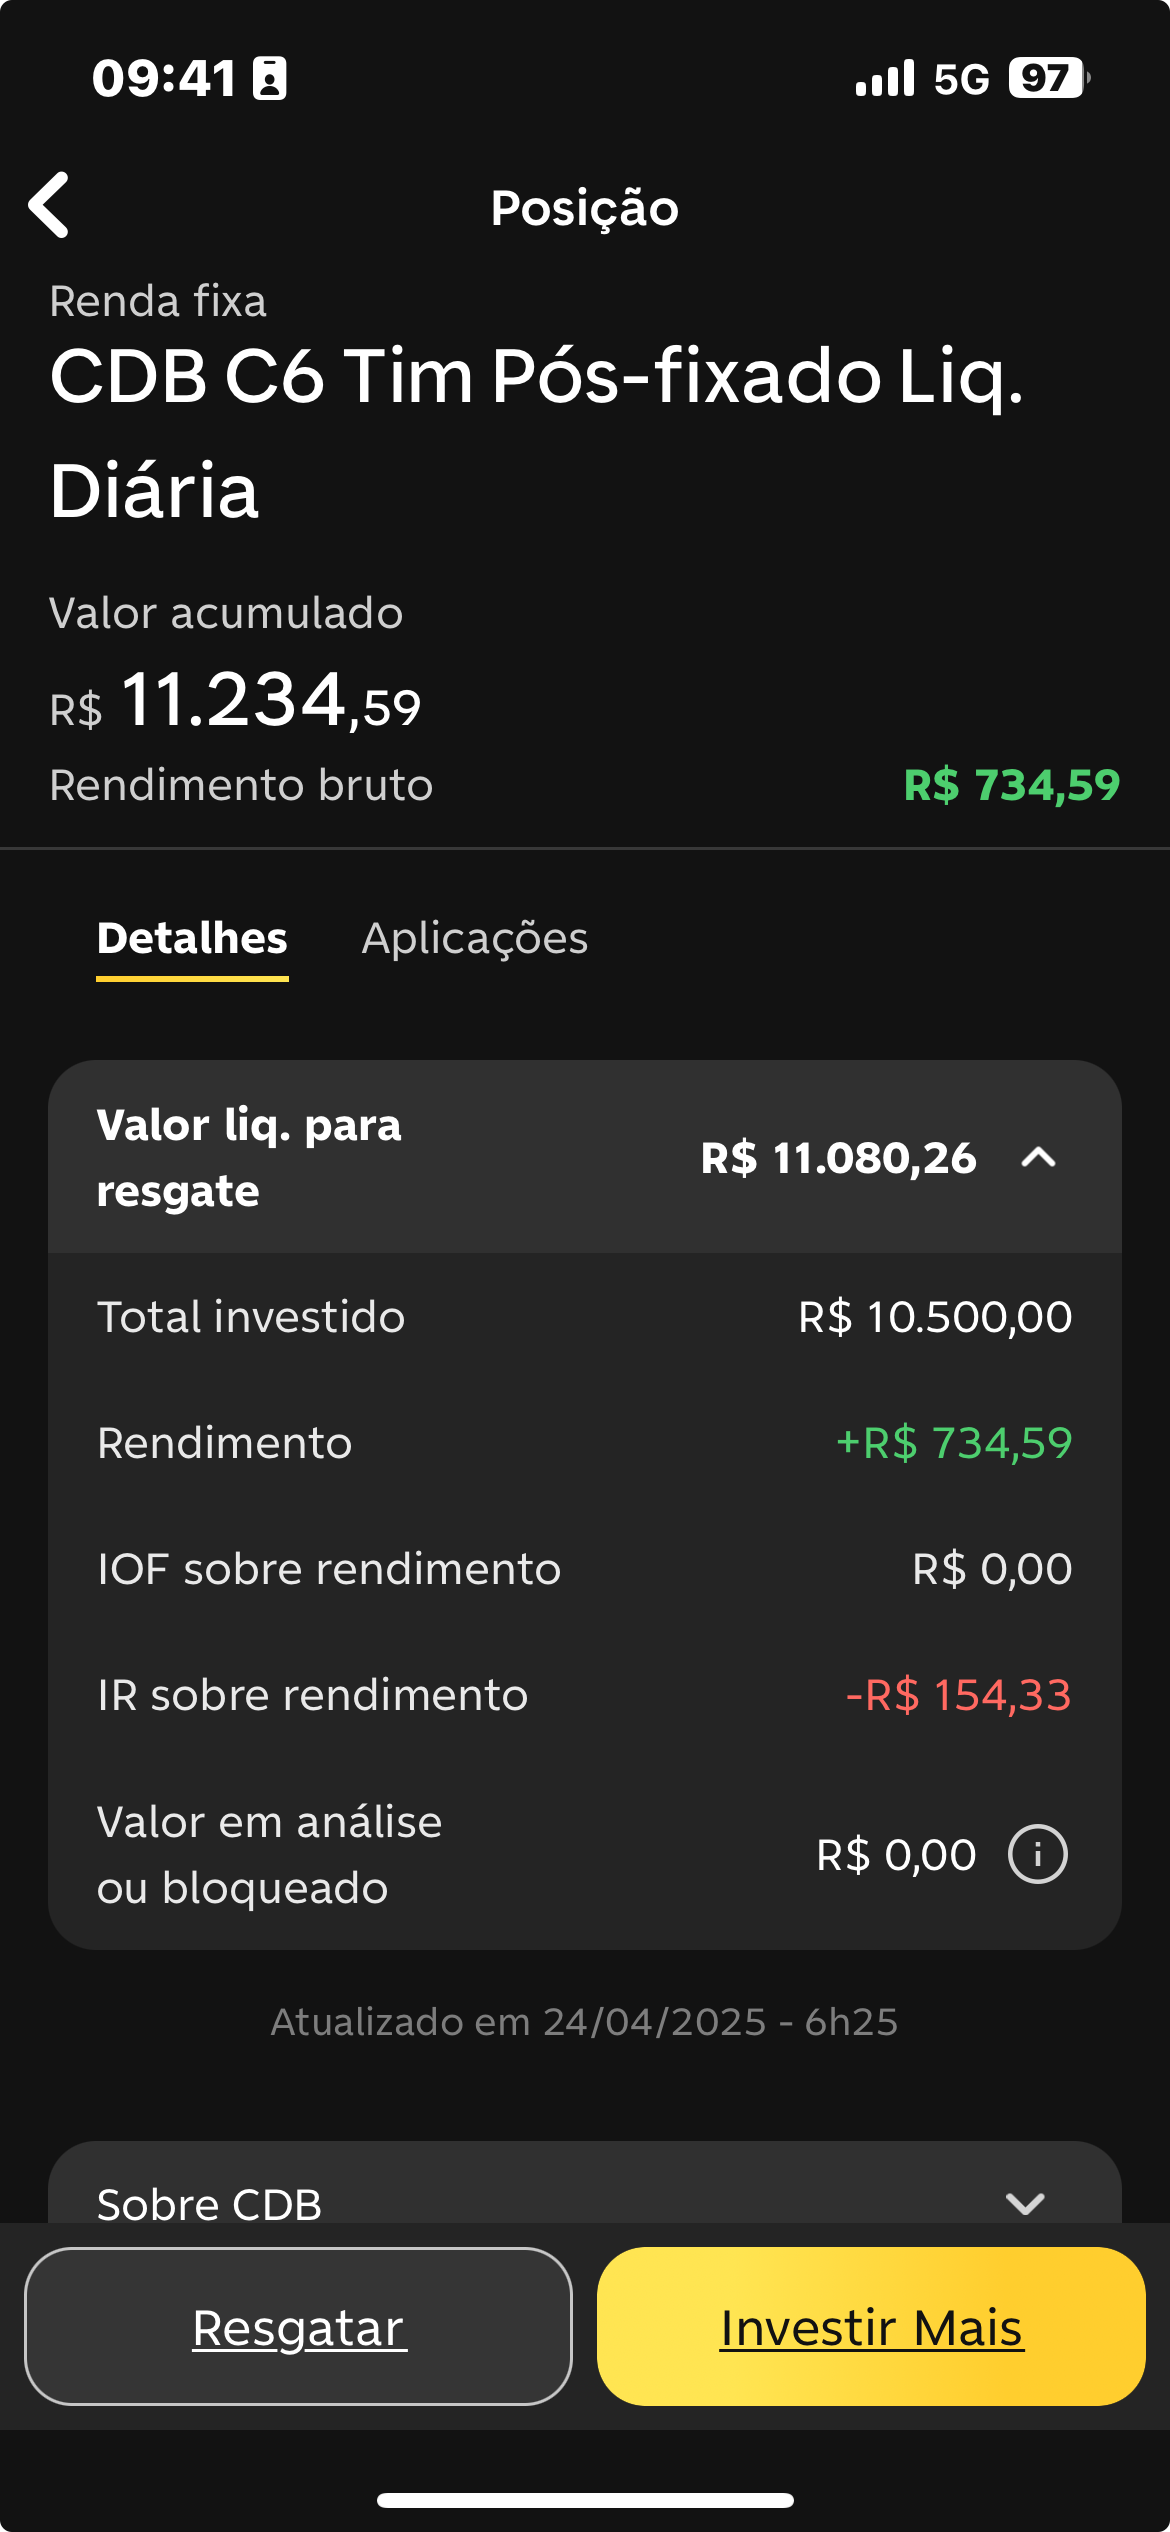 09:41
5G 97
Posição
Renda fixa
CDB C6 Tim Pós-fixado Liq.
Diária
Valor acumulado
R$ 11.234,59
Rendimento bruto R$ 734,59
Detalhes Aplicações
Valor liq. para
resgate
R$ 11.080,26
Total investido R$ 10.500,00
Rendimento +R$ 734,59
IOF sobre rendimento R$ 0,00
IR sobre rendimento -R$ 154,33
Valor em análise
ou bloqueado
R$ 0,00 i
Atualizado em 24/04/2025 - 6h25
Sobre CDB
Resgatar Investir Mais